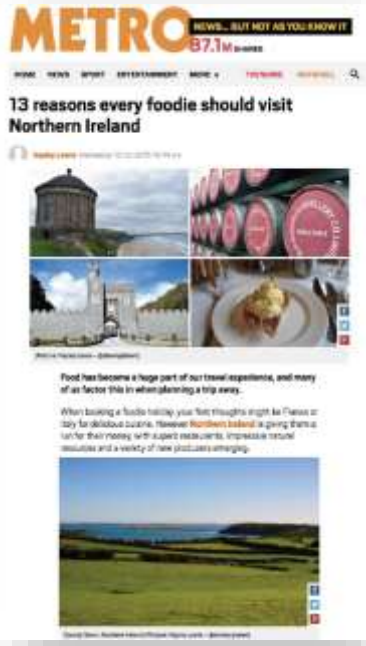 METRO
NEWS... BUT NOT AS YOU KNOW IT
87.1M SHARES
HOME NEWS SPORT ENTERTAINMENT MORE
13 reasons every foodie should visit
Northern Ireland
Food has become a huge part of our travel experience, and many
of us factor this in when planning a trip away.
When booking a foodie holiday your first thoughts might be France or
Italy for delicious cuisine. However Northern Ireland is giving them a
run for their money, with superb restaurants, impressive natural
resources and a variety of new producers emerging.